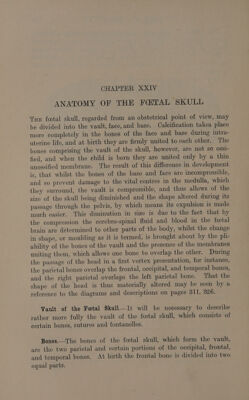 CHAPTER XXIV
ANATOMY OF THE FŒTAL SKULL
THE fœtal skull, regarded from an obstetrical point of view, may
be divided into the vault, face, and base. Calcification takes place
more completely in the bones of the face and base during intra-
uterine life, and at birth they are firmly united to each other. The
bones comprising the vault of the skull, however, are not so ossi-
fied, and when the child is born they are united only by a thin
unossified membrane. The result of this difference in development
is, that whilst the bones of the base and face are incompressible,
and so prevent damage to the vital centres in the medulla, which
they surround, the vault is compressible, and thus allows of the
size of the skull being diminished and the shape altered during its
passage through the pelvis, by which means its expulsion is made
much easier. This diminution in size is due to the fact that by
the compression the cerebro-spinal fluid and blood in the fœtal
brain are determined to other parts of the body, whilst the change
in shape, or moulding as it is termed, is brought about by the pli-
ability of the bones of the vault and the presence of the membranes
uniting them, which allows one bone to overlap the other. During
the passage of the head in a first vertex presentation, for instance,
the parietal bones overlap the frontal, occipital, and temporal bones,
and the right parietal overlaps the left parietal bone. That the
shape of the head is thus materially altered may be seen by a
reference to the diagrams and descriptions on pages 311, 326.
Vault of the Fœtal Skull.—It will be necessary to describe
rather more fully the vault of the fœtal skull, which consists of
certain bones, sutures and fontanelles.
Bones.—The bones of the fœtal skull, which form the vault,
are the two parietal and certain portions of the occipital, frontal,
and temporal bones. At birth the frontal bone is divided into two
equal parts.